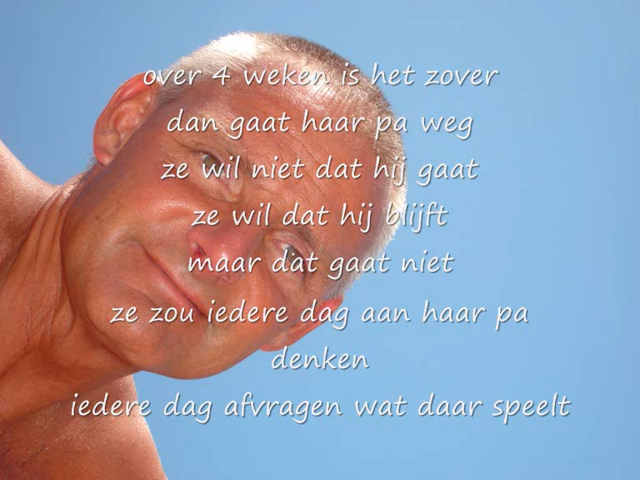 over 4 weken is het zover
dan gaat haar pa weg
ze wil niet dat hij gaat
ze wil dat hij blijft
maar dat gaat niet
ze zou iedere dag aan haar pa
denken
iedere dag afvragen wat daar speelt